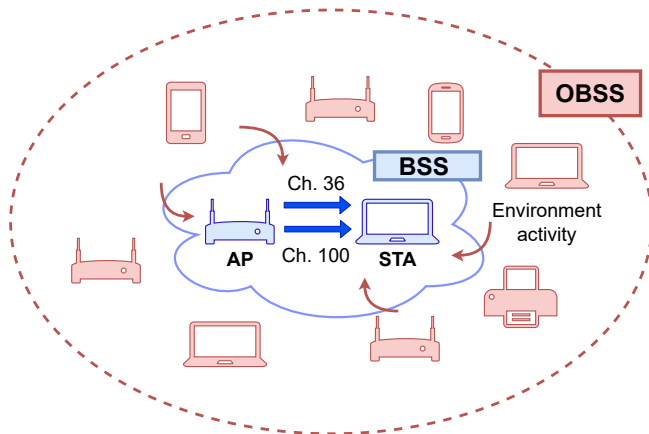 OBSS
BSS
Ch. 36
Environment
activity
Ch. 100
AP
STA